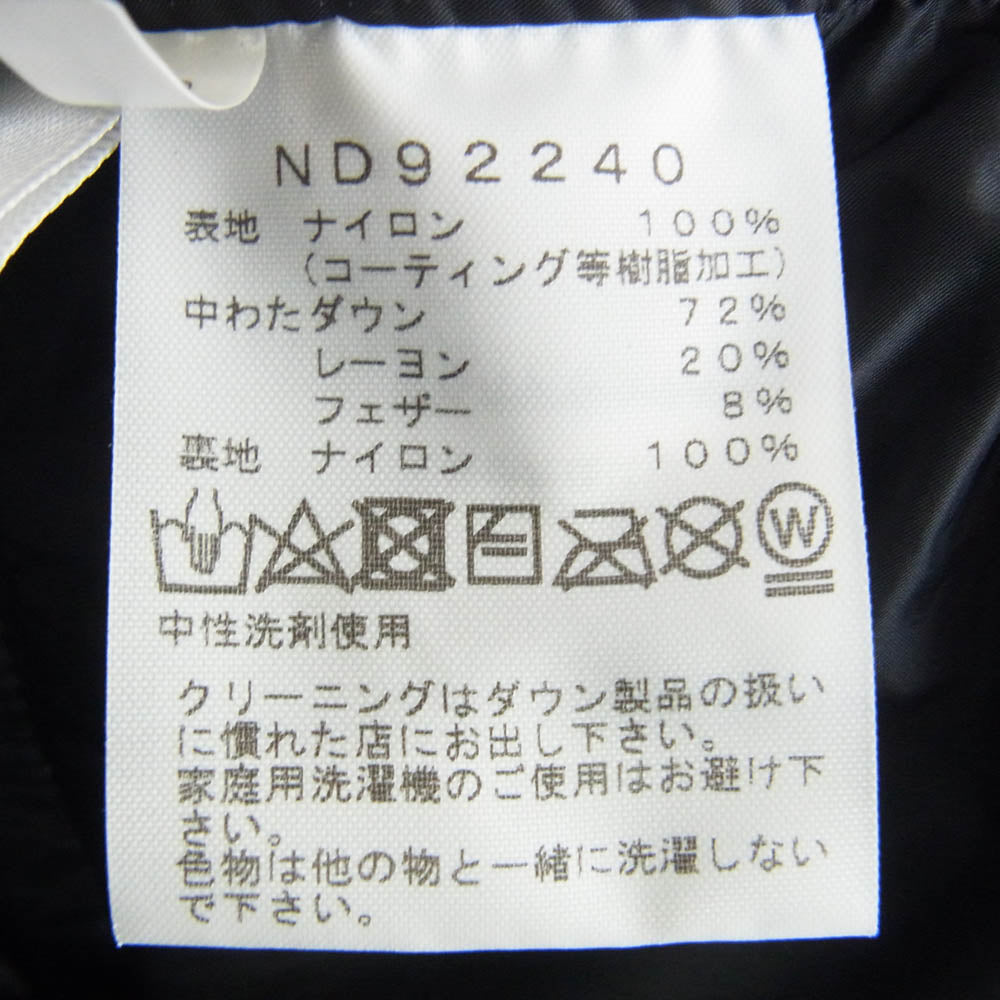 ND92240
表地 ナイロン 100%
(コーティング等樹脂加工)
中わたダウン 72%
レーヨン 20%
フェザー 8%
裏地 ナイロン 100%
W
中性洗剤使用
クリーニングはダウン製品の扱い
に慣れた店にお出し下さい。
家庭用洗濯機のご使用はお避け下
さい。
色物は他の物と一緒に洗濯しない
で下さい。